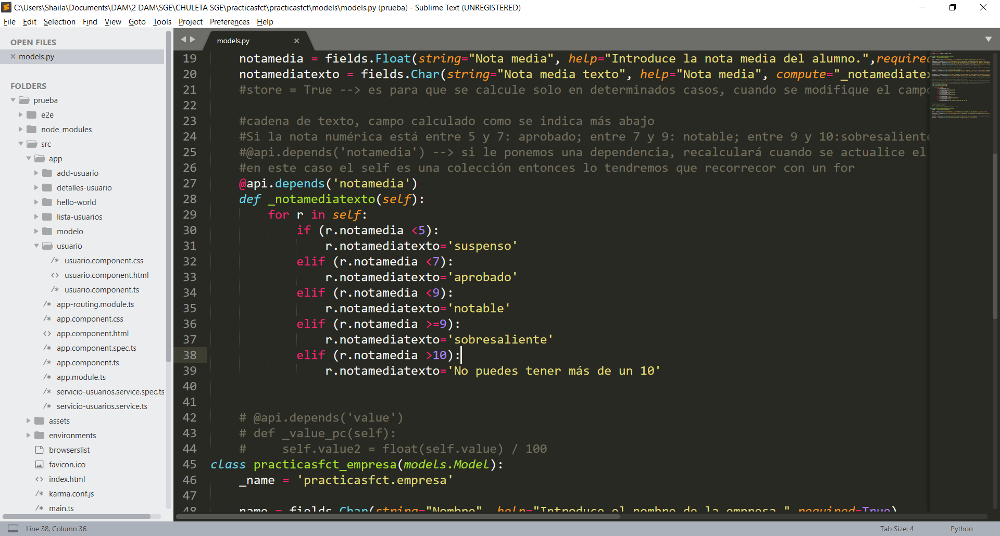 C:\Users\Shaila\Documents\DAM\2 DAM\SGE\CHULETA SGE\practicasfct\practicasfct\models\models.py (prueba) - Sublime Text (UNREGISTERED)
File Edit Selection Find View Goto Tools Project Preferences Help
OPEN FILES
models.py
FOLDERS
prueba
e2e
node_modules
src
app
add-usuario
detalles-usuario
hello-world
lista-usuarios
modelo
usuario
usuario.component.css
usuario.component.html
usuario.component.ts
app-routing.module.ts
app.component.css
app.component.html
app.component.spec.ts
app.component.ts
app.module.ts
servicio-usuarios.service.spec.ts
servicio-usuarios.service.ts
assets
environments
browserslist
favicon.ico
index.html
karma.conf.js
main.ts
models.py
19 notamedia = fields.Float(string="Nota media", help="Introduce la nota media del alumno.",required
20 notamediatexto = fields.Char(string="Nota media texto", help="Nota media", compute="_notamediatex
21 #store = True --> es para que se calcule solo en determinados casos, cuando se modifique el campo
22
23 #cadena de texto, campo calculado como se indica más abajo
24 #Si la nota numérica está entre 5 y 7: aprobado; entre 7 y 9: notable; entre 9 y 10:sobresaliente
25 #@api.depends('notamedia') --> si le ponemos una dependencia, recalculará cuando se actualice el
26 #en este caso el self es una colección entonces lo tendremos que recorrecor con un for
27 @api.depends('notamedia')
28 def _notamediatexto(self):
29 for r in self:
30 if (r.notamedia <5):
31 r.notamediatexto='suspenso'
32 elif (r.notamedia <7):
33 r.notamediatexto='aprobado'
34 elif (r.notamedia <9):
35 r.notamediatexto='notable'
36 elif (r.notamedia >=9):
37 r.notamediatexto='sobresaliente'
38 elif (r.notamedia >10):
39 r.notamediatexto='No puedes tener más de un 10'
40
41
42 # @api.depends('value')
43 # def _value_pc(self):
44 # self.value2 = float(self.value) / 100
45 class practicasfct_empresa(models.Model):
46 _name = 'practicasfct.empresa'
47
48 name = fields.Char(string="Nombre", help="Introduce el nombre de la empresa.",required=True)
Line 38, Column 36
Tab Size: 4
Python